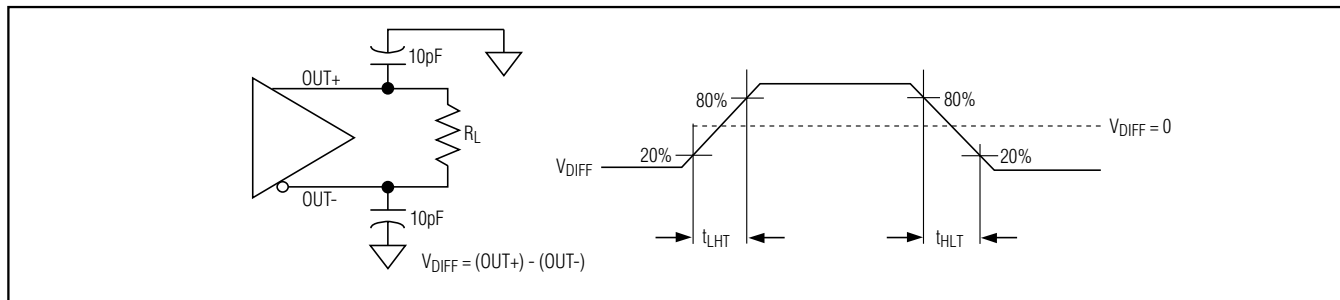 10pF
OUT+
R_L
OUT-
10pF
V_DIFF = (OUT+) - (OUT-)
80%
80%
V_DIFF = 0
20%
20%
V_DIFF
t_LHT
t_HLT